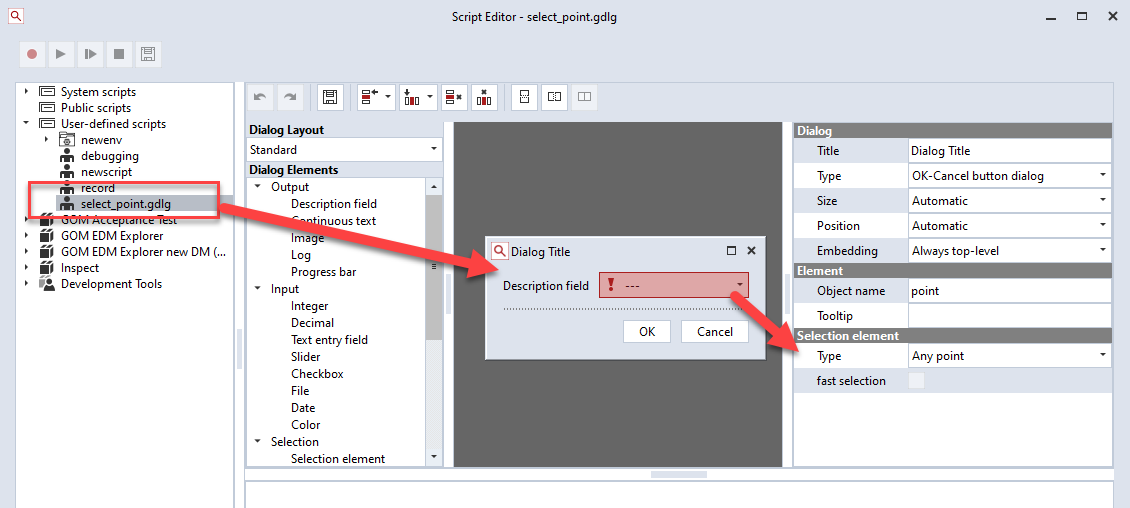 Script Editor - select_point.gdlg
System scripts
Public scripts
User-defined scripts
newenv
debugging
newscript
record
select_point.gdlg
GOM Acceptance Test
GOM EDM Explorer
GOM EDM Explorer new DM (...
Inspect
Development Tools
Dialog Layout
Standard
Dialog Elements
Output
Description field
Continuous text
Image
Log
Progress bar
Input
Integer
Decimal
Text entry field
Slider
Checkbox
File
Date
Color
Selection
Selection element
Dialog Title
Description field
---
OK
Cancel
Dialog
Title Dialog Title
Type OK-Cancel button dialog
Size Automatic
Position Automatic
Embedding Always top-level
Element
Object name point
Tooltip
Selection element
Type Any point
fast selection